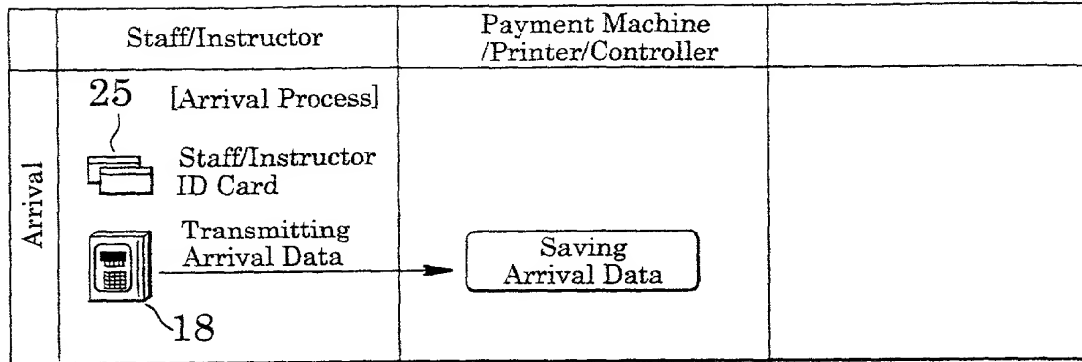 Staff/Instructor
Payment Machine
/Printer/Controller
Arrival
25 [Arrival Process]
Staff/Instructor
ID Card
Transmitting
Arrival Data
Saving
Arrival Data
18